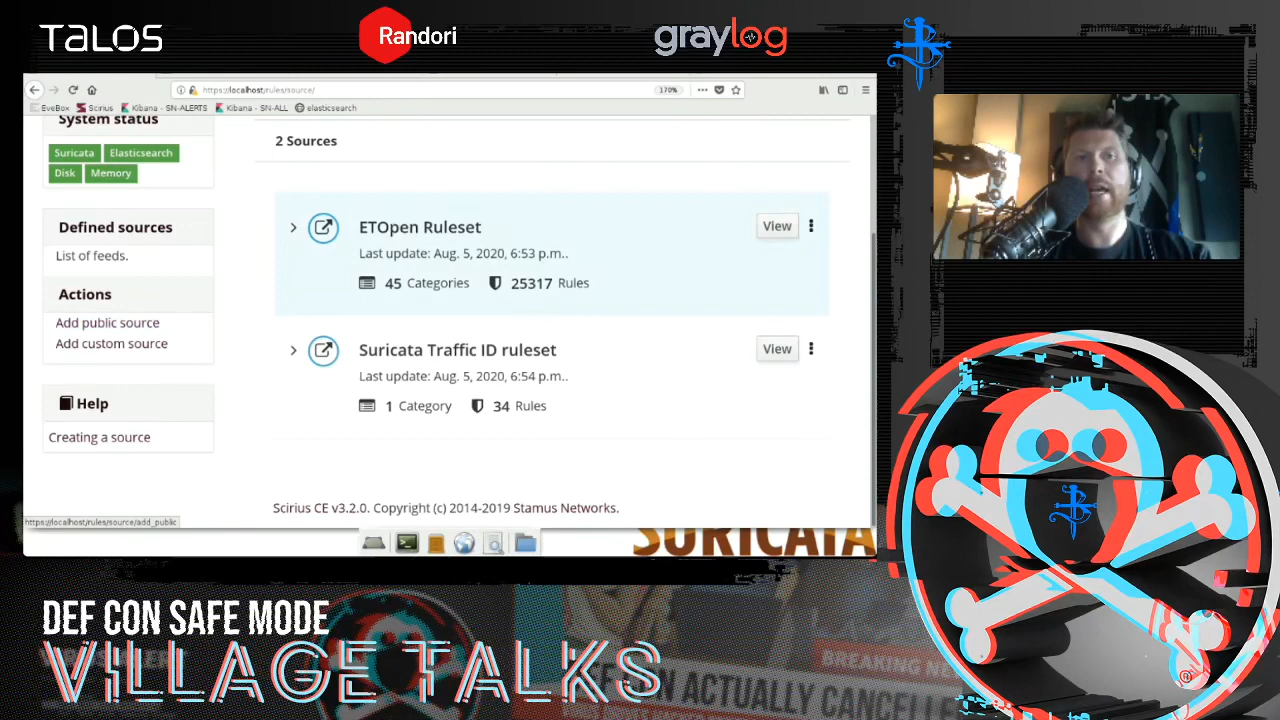 TALOS
Randori
graylog
https://localhost/rules/source/
170%
EveBox Scirius Kibana - SN-ALERTS Kibana - SN-ALL elasticsearch
System status
Suricata Elasticsearch
Disk Memory
Defined sources
List of feeds.
Actions
Add public source
Add custom source
Help
Creating a source
2 Sources
ETOpen Ruleset
View
Last update: Aug. 5, 2020, 6:53 p.m..
45 Categories 25317 Rules
Suricata Traffic ID ruleset
View
Last update: Aug. 5, 2020, 6:54 p.m..
1 Category 34 Rules
Scirius CE v3.2.0. Copyright (c) 2014-2019 Stamus Networks.
https://localhost/rules/source/add_public
SURICATA
DEF CON SAFE MODE
VILLAGE TALKS
BREAKING NE
ACTUALLY CANCELLE
®